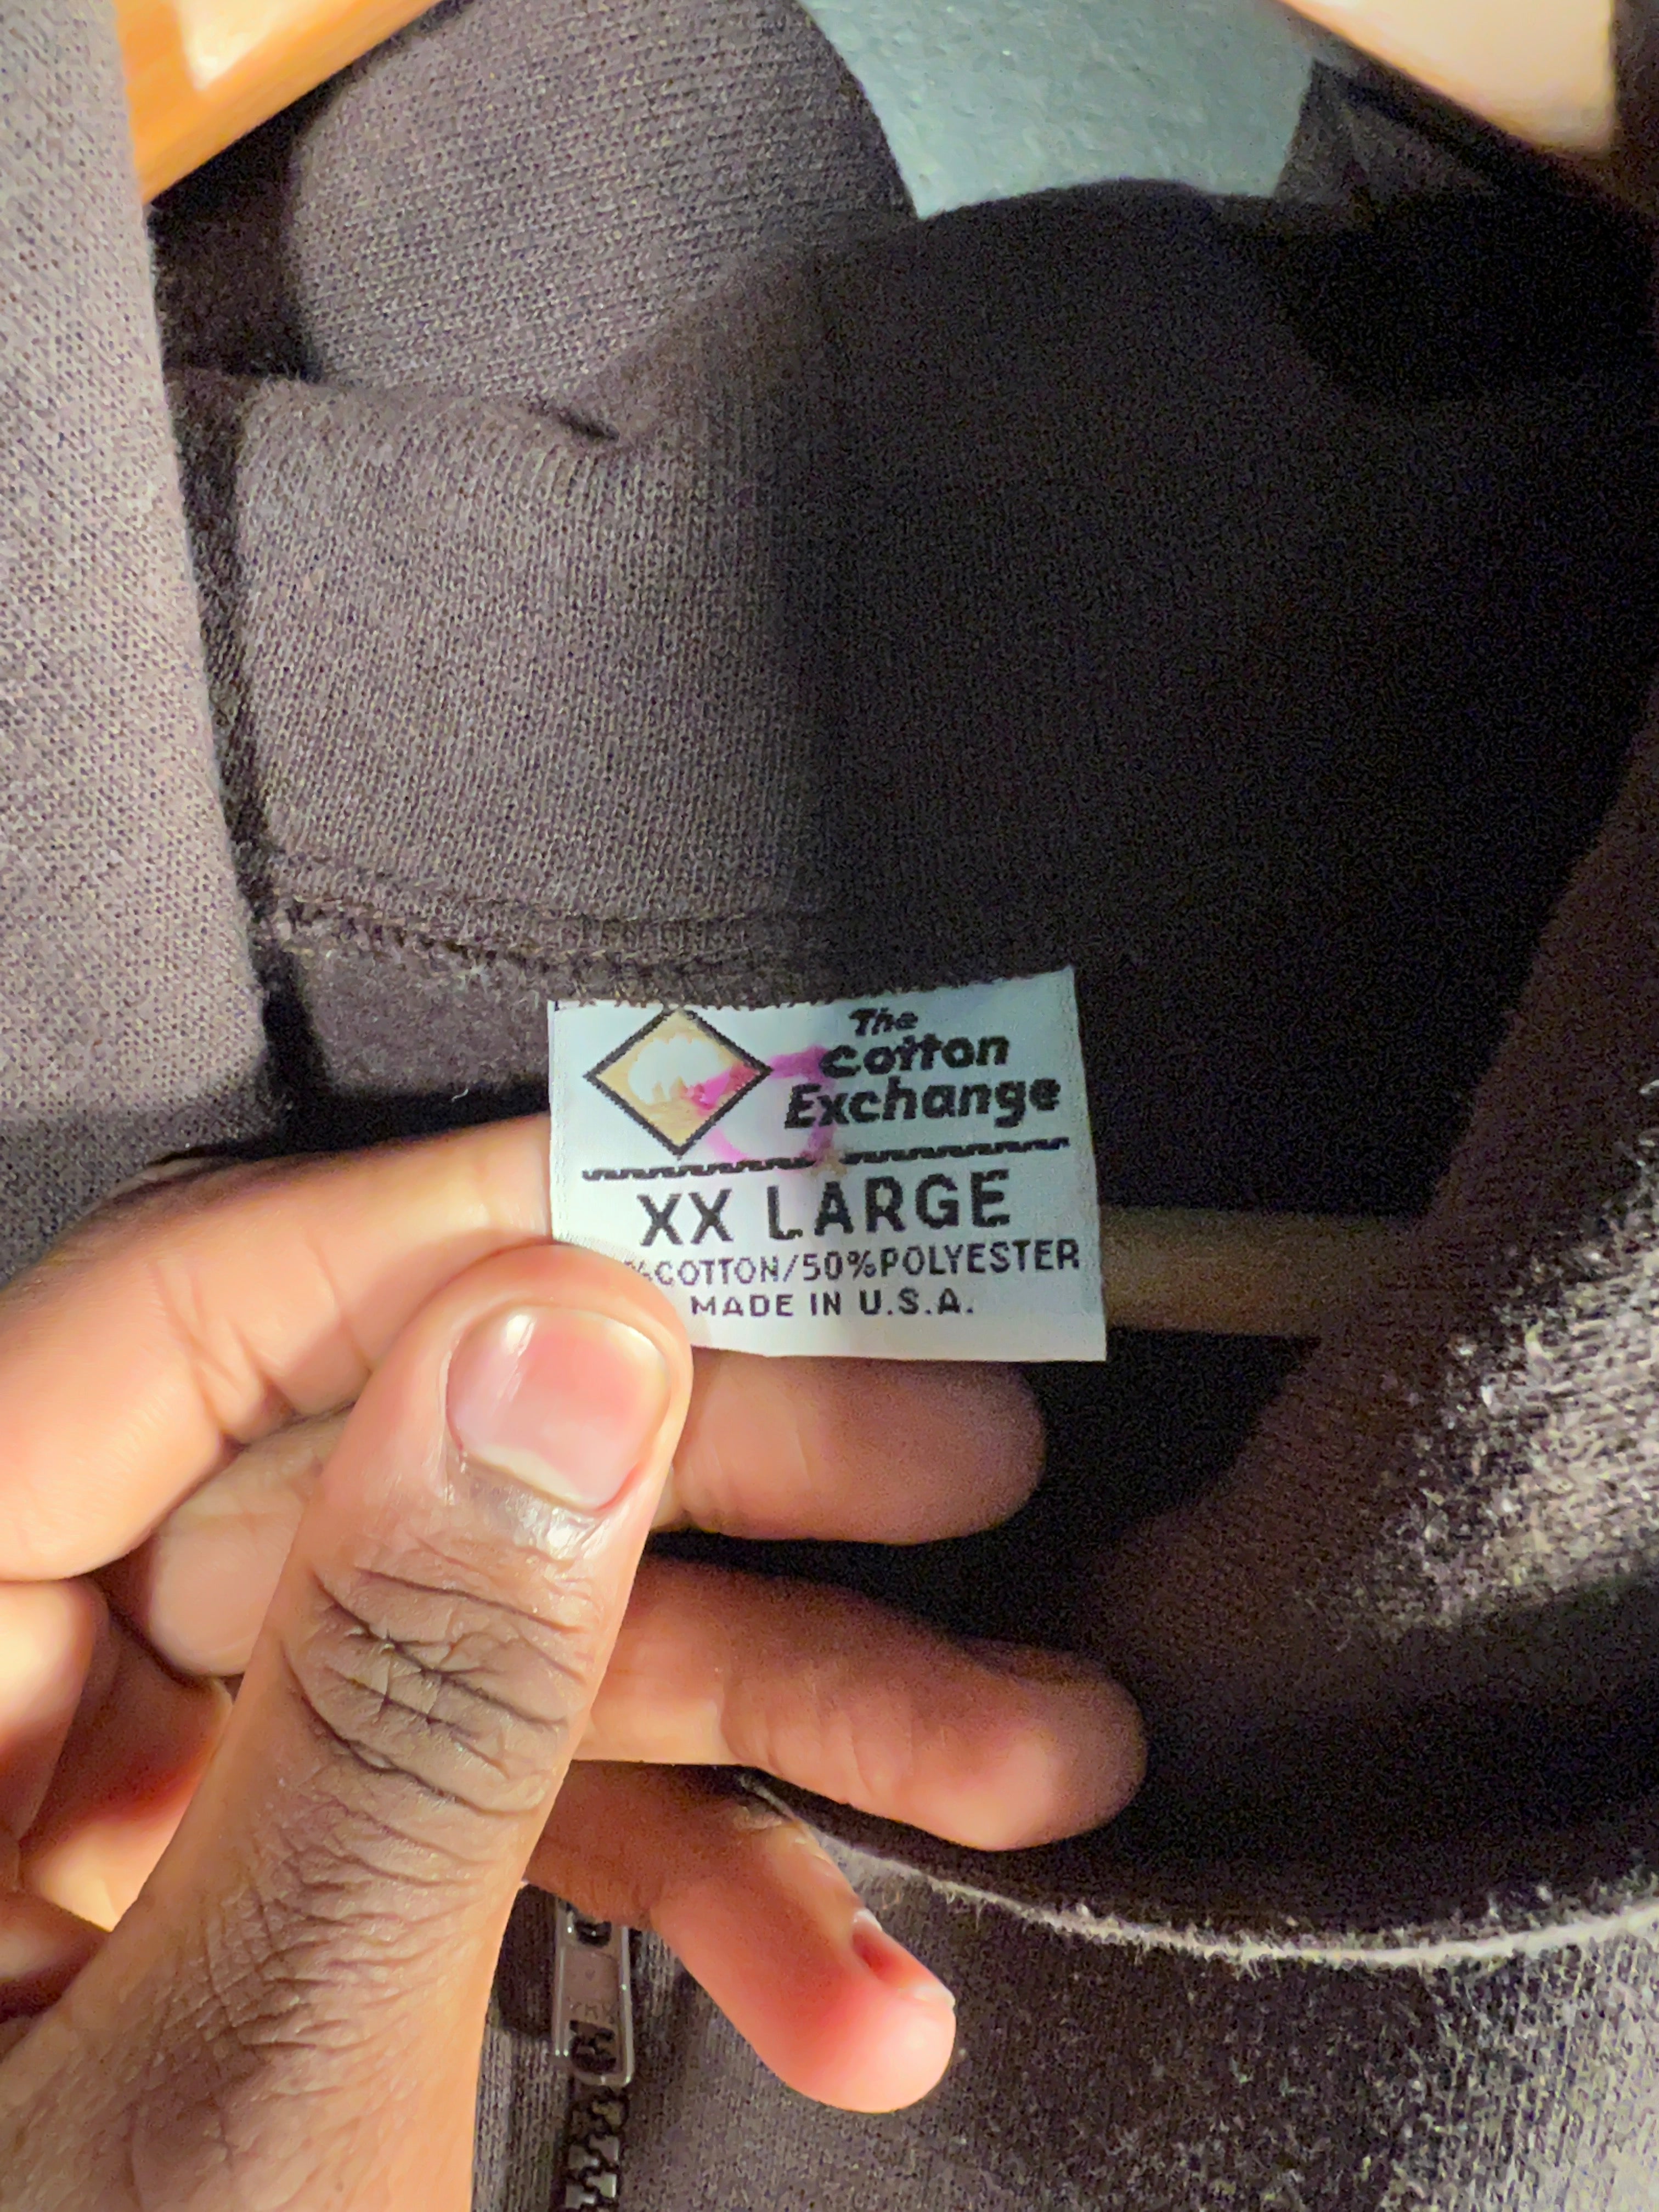 The
Cotton
Exchange
XX LARGE
%COTTON/50%POLYESTER
MADE IN U.S.A.